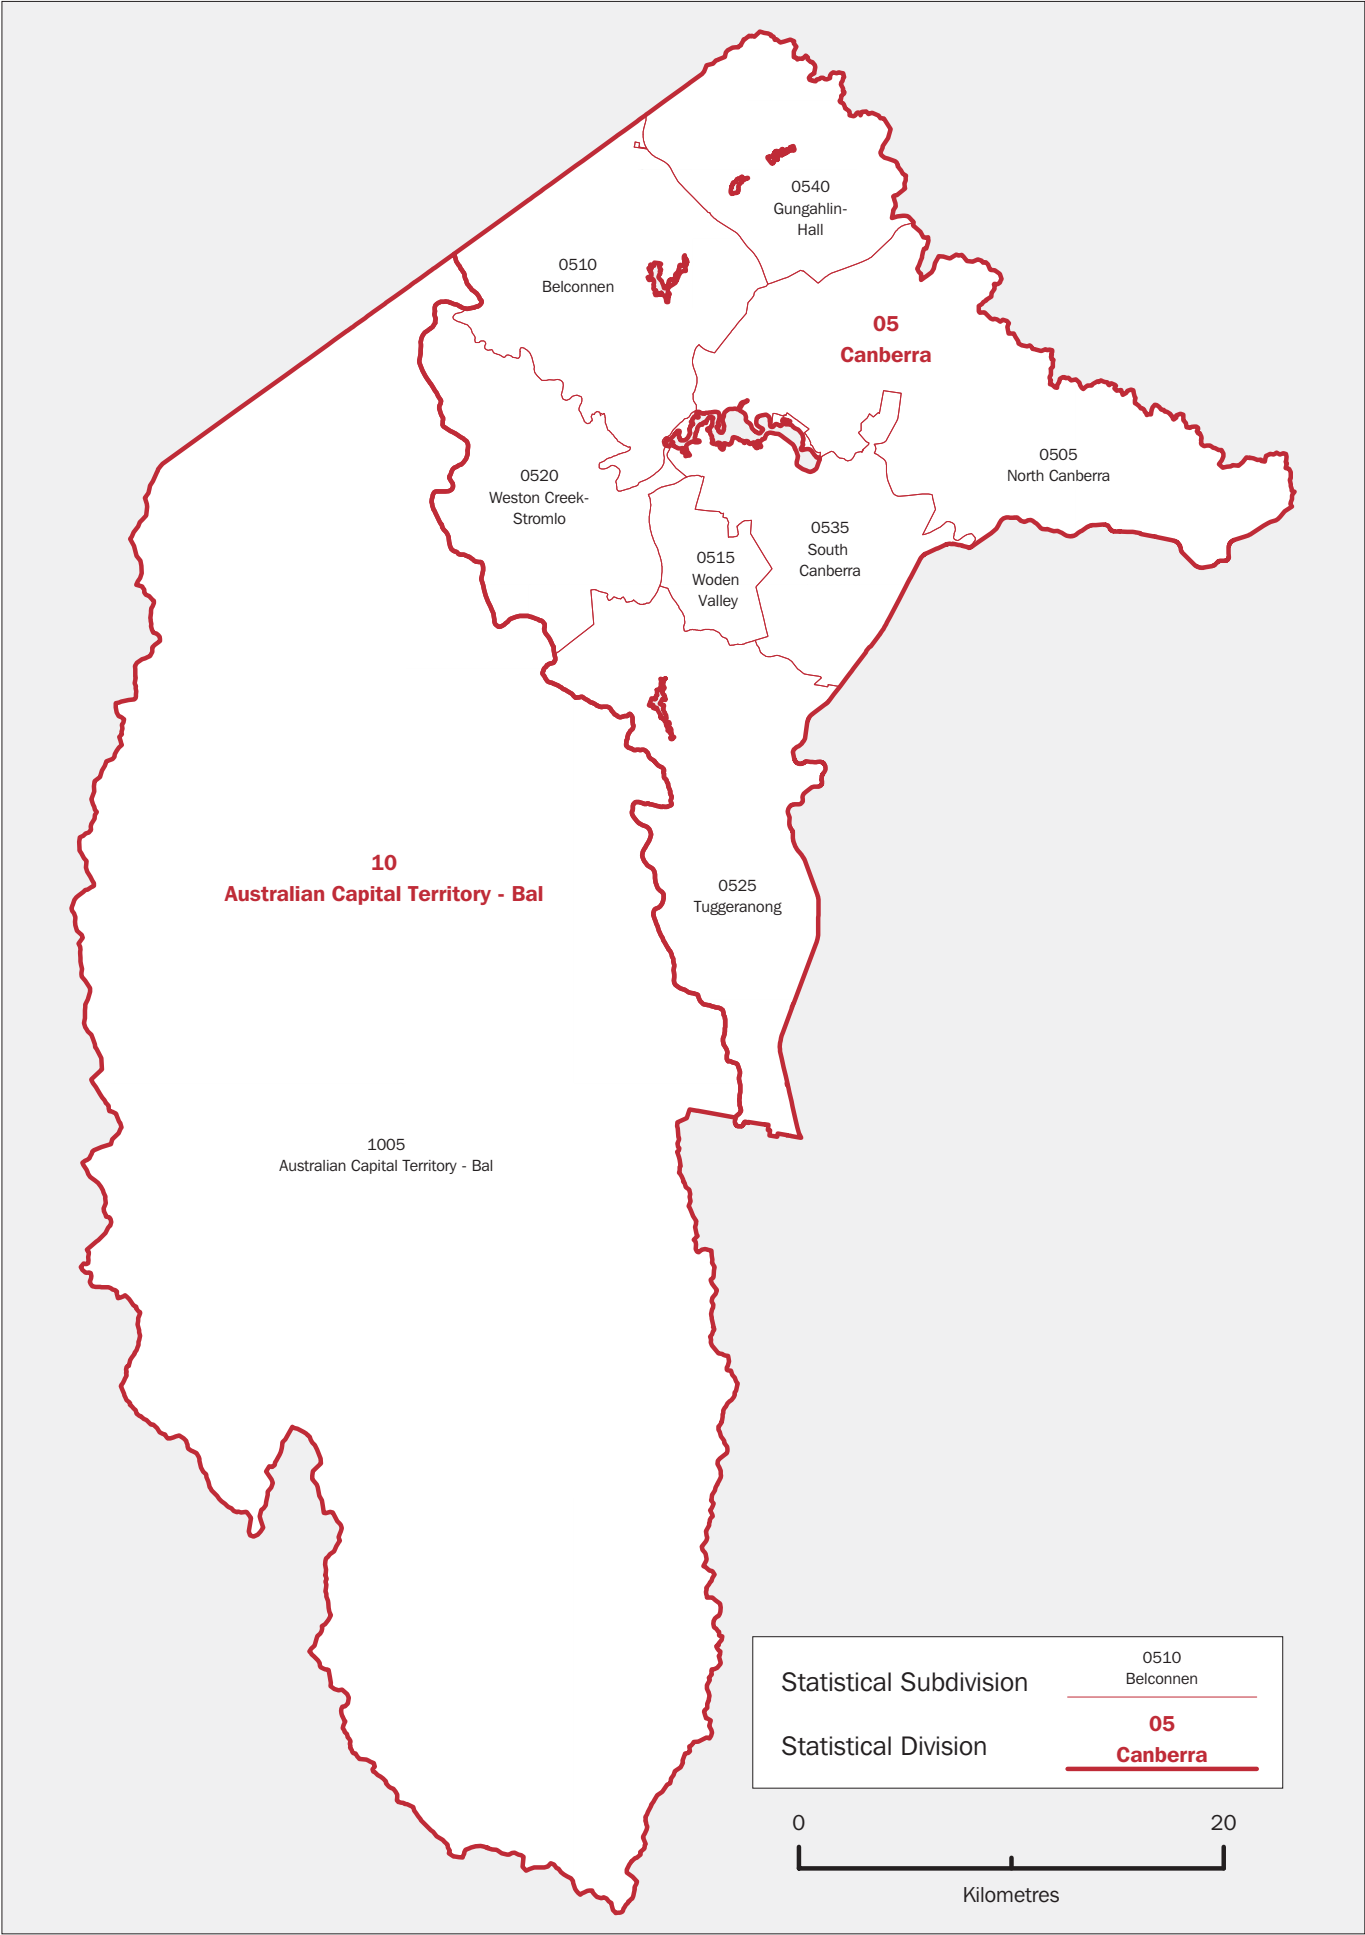 0540
Gungahlin-
Hall
0510
Belconnen
05
Canberra
0505
North Canberra
0520
Weston Creek-
Stromlo
0535
South
Canberra
0515
Woden
Valley
10
Australian Capital Territory - Bal
0525
Tuggeranong
1005
Australian Capital Territory - Bal
Statistical Subdivision
0510
Belconnen
Statistical Division
05
Canberra
0 20
Kilometres